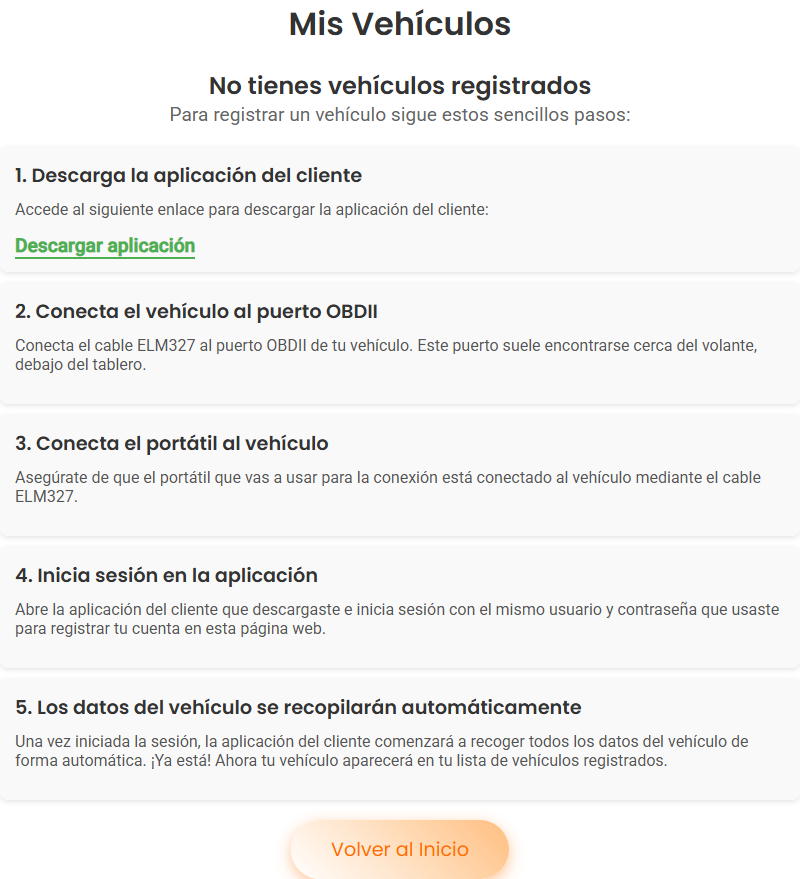 Mis Vehículos
No tienes vehículos registrados
Para registrar un vehículo sigue estos sencillos pasos:
1. Descarga la aplicación del cliente
Accede al siguiente enlace para descargar la aplicación del cliente:
Descargar aplicación
2. Conecta el vehículo al puerto OBDII
Conecta el cable ELM327 al puerto OBDII de tu vehículo. Este puerto suele encontrarse cerca del volante,
debajo del tablero.
3. Conecta el portátil al vehículo
Asegúrate de que el portátil que vas a usar para la conexión está conectado al vehículo mediante el cable
ELM327.
4. Inicia sesión en la aplicación
Abre la aplicación del cliente que descargaste e inicia sesión con el mismo usuario y contraseña que usaste
para registrar tu cuenta en esta página web.
5. Los datos del vehículo se recopilarán automáticamente
Una vez iniciada la sesión, la aplicación del cliente comenzará a recoger todos los datos del vehículo de
forma automática. ¡Ya está! Ahora tu vehículo aparecerá en tu lista de vehículos registrados.
Volver al Inicio